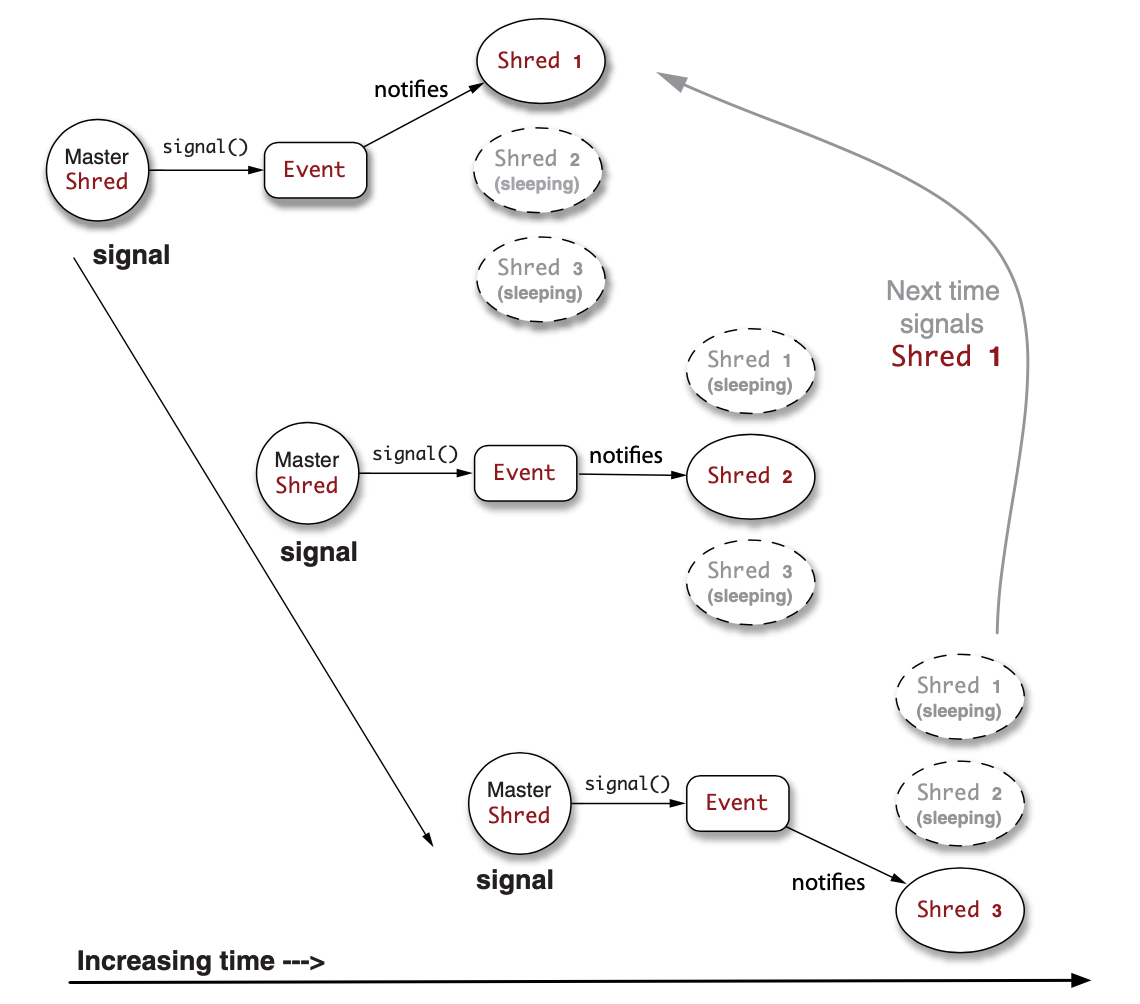 Shred 1
notifies
signal()
Master
Shred
Event
Shred 2
(sleeping)
signal
Shred 3
(sleeping)
Next time
signals
Shred 1
Shred 1
(sleeping)
signal()
notifies
Master
Shred
Event
Shred 2
signal
Shred 3
(sleeping)
Shred 1
(sleeping)
signal()
Master
Shred
Event
Shred 2
(sleeping)
signal
notifies
Shred 3
Increasing time --->